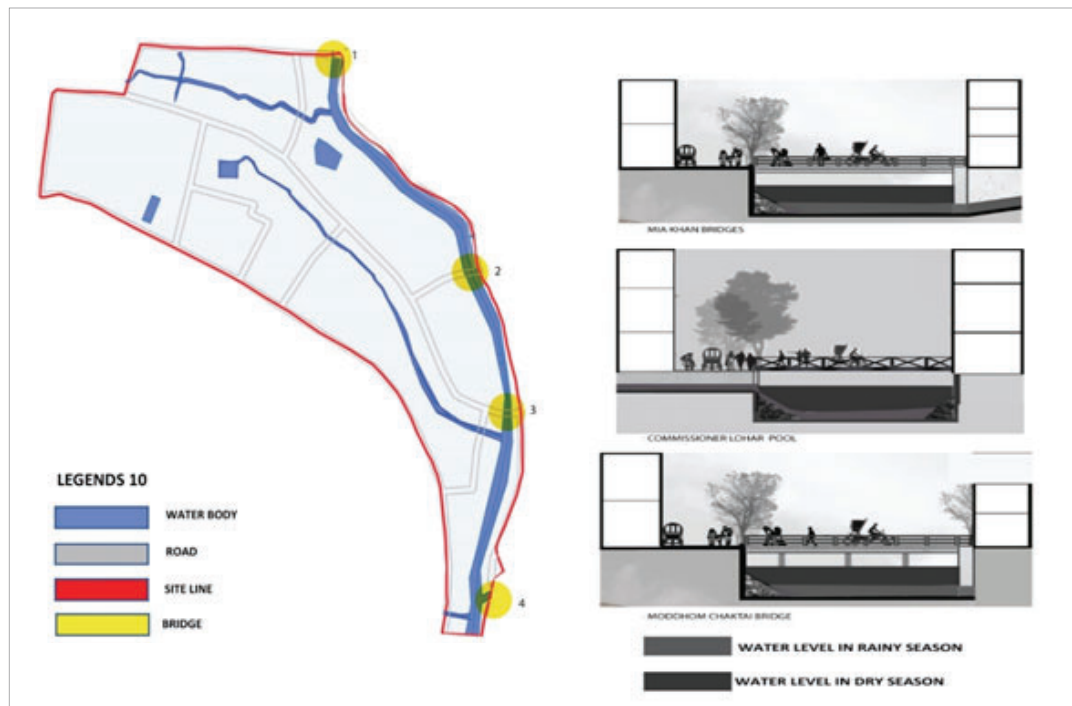 1
2
3
4
LEGENDS 10
WATER BODY
ROAD
SITE LINE
BRIDGE
MIA KHAN BRIDGES
COMMISSIONER LOHAR POOL
MODDHOM CHAKTAI BRIDGE
WATER LEVEL IN RAINY SEASON
WATER LEVEL IN DRY SEASON